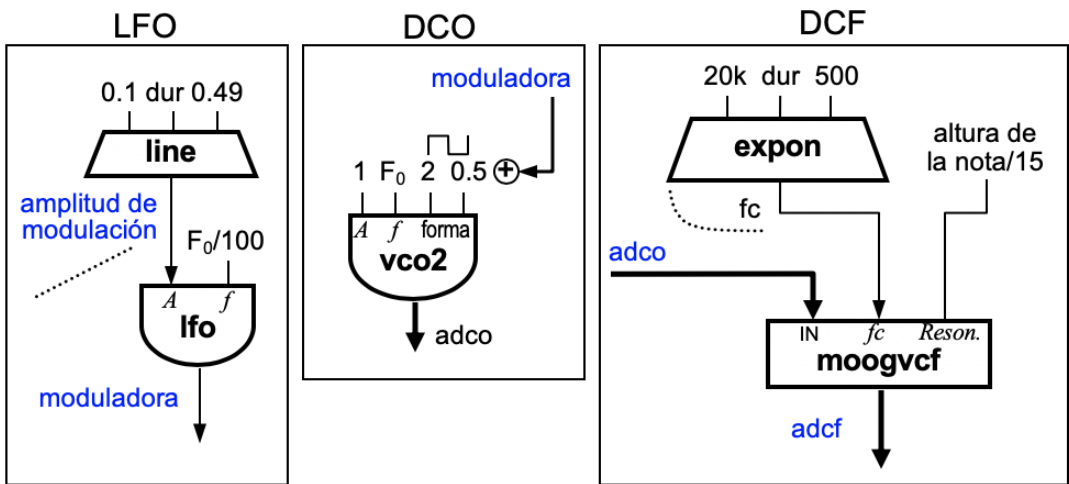 LFO
0.1 dur 0.49
line
amplitud de
modulación
F₀/100
A f
lfo
moduladora
DCO
moduladora
1 F₀ 2 0.5
A f forma
vco2
adco
DCF
20k dur 500
expon
altura de
la nota/15
fc
adco
IN fc Reson.
moogvcf
adcf